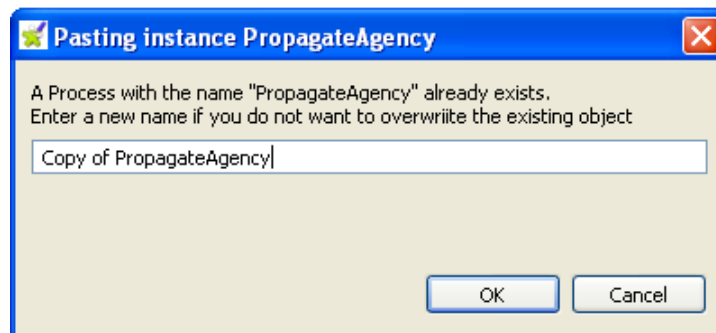 Pasting instance PropagateAgency
A Process with the name "PropagateAgency" already exists.
Enter a new name if you do not want to overwriite the existing object
Copy of PropagateAgency
OK Cancel